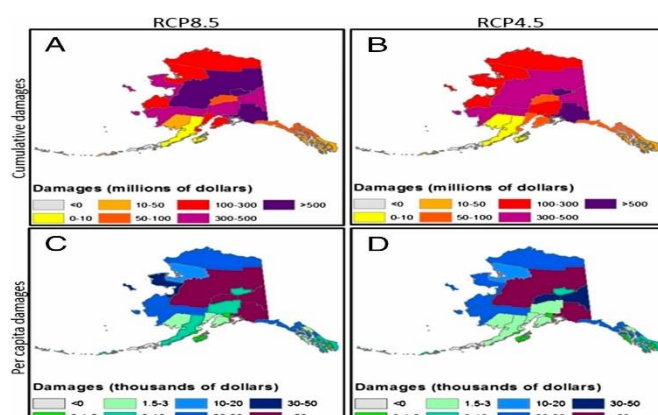 RCP8.5 RCP4.5
Cumulative damages
A B
Damages (millions of dollars) Damages (millions of dollars)
<0 10-50 100-300 >500 <0 10-50 100-300 >500
0-10 50-100 300-500 0-10 50-100 300-500
Per capita damages
C D
Damages (thousands of dollars) Damages (thousands of dollars)
<0 1.5-3 10-20 30-50 <0 1.5-3 10-20 30-50